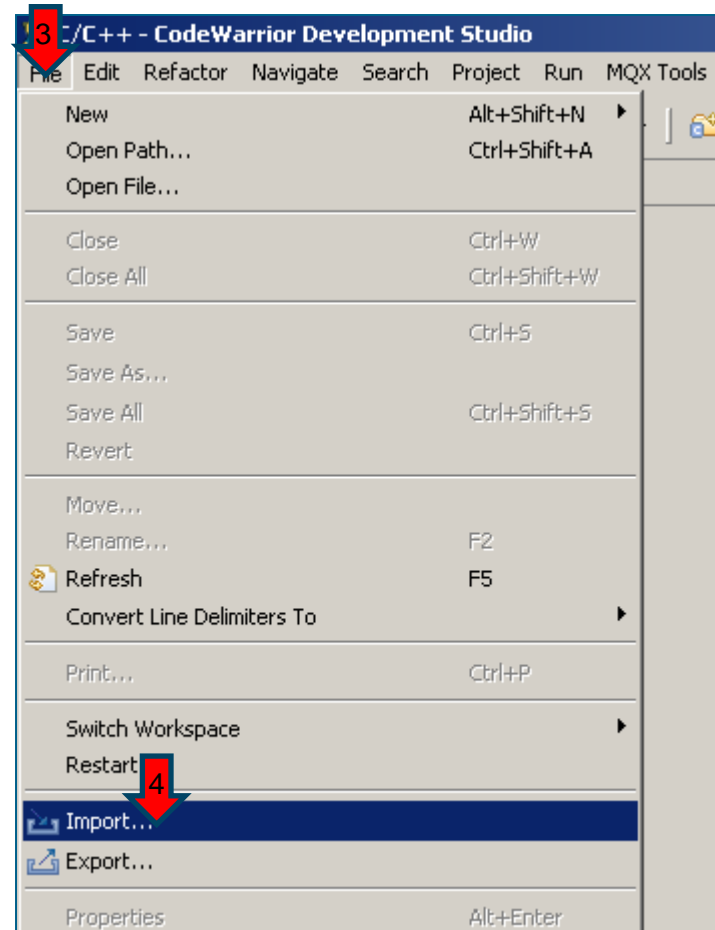 3
C/C++ - CodeWarrior Development Studio
File Edit Refactor Navigate Search Project Run MQX Tools
New Alt+Shift+N
Open Path... Ctrl+Shift+A
Open File...
Close Ctrl+W
Close All Ctrl+Shift+W
Save Ctrl+S
Save As...
Save All Ctrl+Shift+S
Revert
Move...
Rename... F2
Refresh F5
Convert Line Delimiters To
Print... Ctrl+P
Switch Workspace
Restart
4
Import...
Export...
Properties Alt+Enter